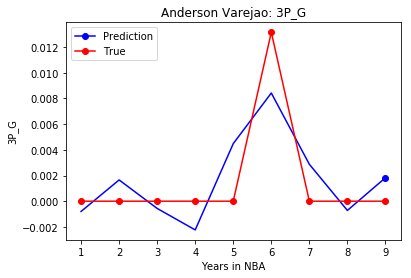 Anderson Varejao: 3P_G
Prediction
True
0.012
0.010
0.008
0.006
0.004
0.002
0.000
−0.002
3P_G
1 2 3 4 5 6 7 8 9
Years in NBA